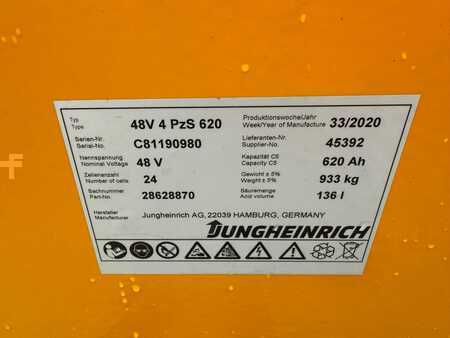 Typ
Type 48V 4 PzS 620
Produktionswoche/Jahr
Week/Year of Manufacture 33/2020
Serien-Nr.
Serial-No. C81190980
Lieferanten-Nr.
Supplier-No. 45392
Nennspannung
Nominal Voltage 48 V
Kapazität C5
Capacity C5 620 Ah
Zellenanzahl
Number of cells 24
Gewicht ± 5%
Weight ± 5% 933 kg
Sachnummer
Part-No. 28628870
Säuremenge
Acid volume 136 l
Hersteller
Manufacturer Jungheinrich AG, 22039 HAMBURG, GERMANY
JUNGHEINRICH